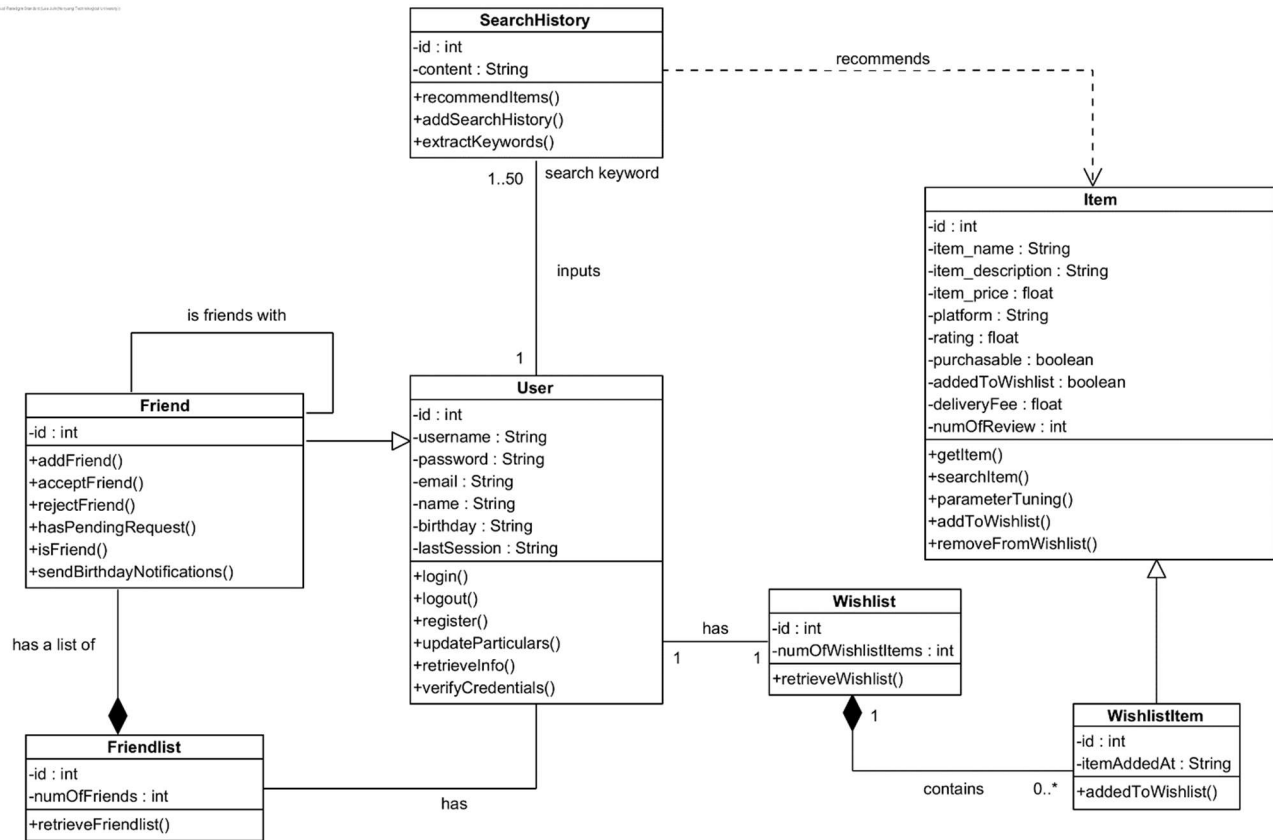 SearchHistory
-id : int
-content : String
+recommendItems()
+addSearchHistory()
+extractKeywords()
recommends
1..50
search keyword
inputs
1
Item
-id : int
-item_name : String
-item_description : String
-item_price : float
-platform : String
-rating : float
-purchasable : boolean
-addedToWishlist : boolean
-deliveryFee : float
-numOfReview : int
+getItem()
+searchItem()
+parameterTuning()
+addToWishlist()
+removeFromWishlist()
is friends with
Friend
-id : int
+addFriend()
+acceptFriend()
+rejectFriend()
+hasPendingRequest()
+isFriend()
+sendBirthdayNotifications()
User
-id : int
-username : String
-password : String
-email : String
-name : String
-birthday : String
-lastSession : String
+login()
+logout()
+register()
+updateParticulars()
+retrieveInfo()
+verifyCredentials()
has a list of
has
1
1
Wishlist
-id : int
-numOfWishlistItems : int
+retrieveWishlist()
1
contains
0..*
WishlistItem
-id : int
-itemAddedAt : String
+addedToWishlist()
Friendlist
-id : int
-numOfFriends : int
+retrieveFriendlist()
has